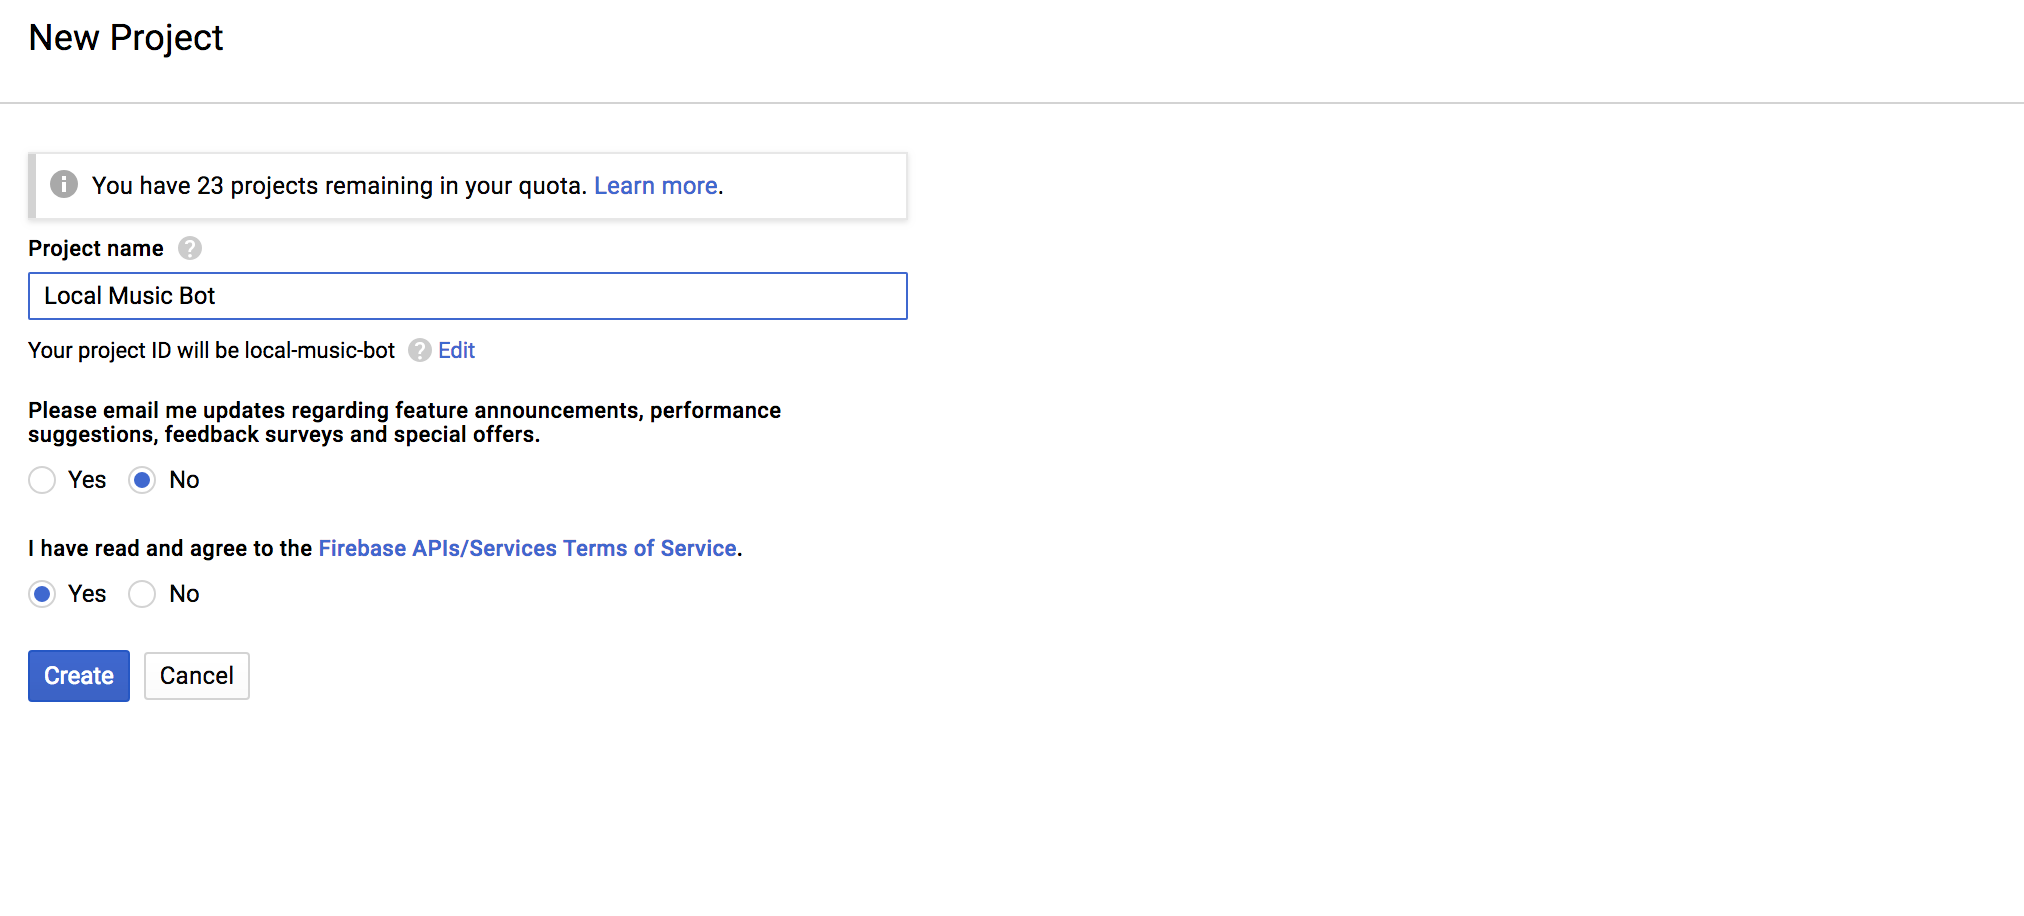 New Project
You have 23 projects remaining in your quota. Learn more.
Project name
Local Music Bot
Your project ID will be local-music-bot Edit
Please email me updates regarding feature announcements, performance
suggestions, feedback surveys and special offers.
Yes No
I have read and agree to the Firebase APIs/Services Terms of Service.
Yes No
Create Cancel